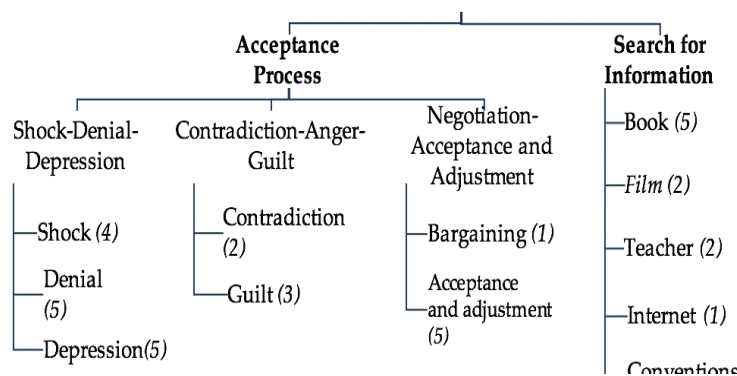 Acceptance
Process
Search for
Information
Shock-Denial-
Depression
Contradiction-Anger-
Guilt
Negotiation-
Acceptance and
Adjustment
Shock (4)
Denial
(5)
Depression(5)
Contradiction
(2)
Guilt (3)
Bargaining (1)
Acceptance
and adjustment
(5)
Book (5)
Film (2)
Teacher (2)
Internet (1)
Conventions